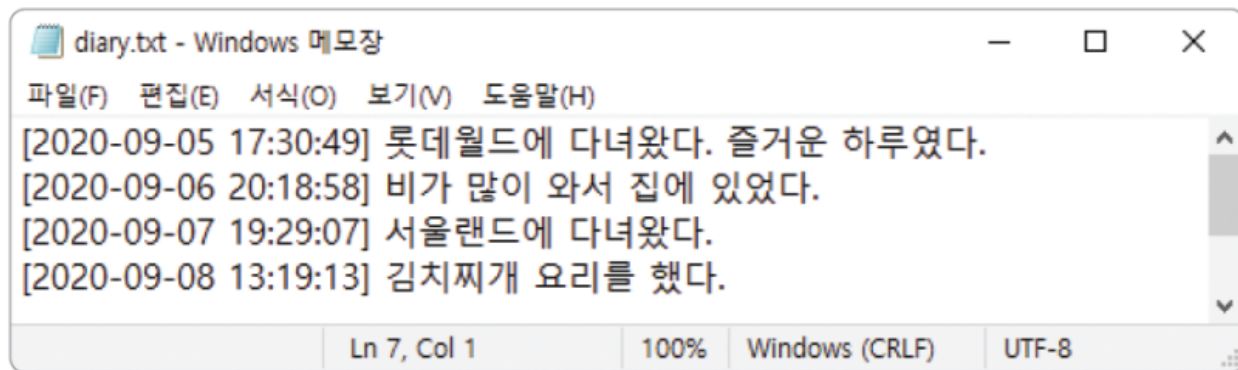 diary.txt - Windows 메모장
파일(F) 편집(E) 서식(O) 보기(V) 도움말(H)
[2020-09-05 17:30:49] 롯데월드에 다녀왔다. 즐거운 하루였다.
[2020-09-06 20:18:58] 비가 많이 와서 집에 있었다.
[2020-09-07 19:29:07] 서울랜드에 다녀왔다.
[2020-09-08 13:19:13] 김치찌개 요리를 했다.
Ln 7, Col 1 100% Windows (CRLF) UTF-8